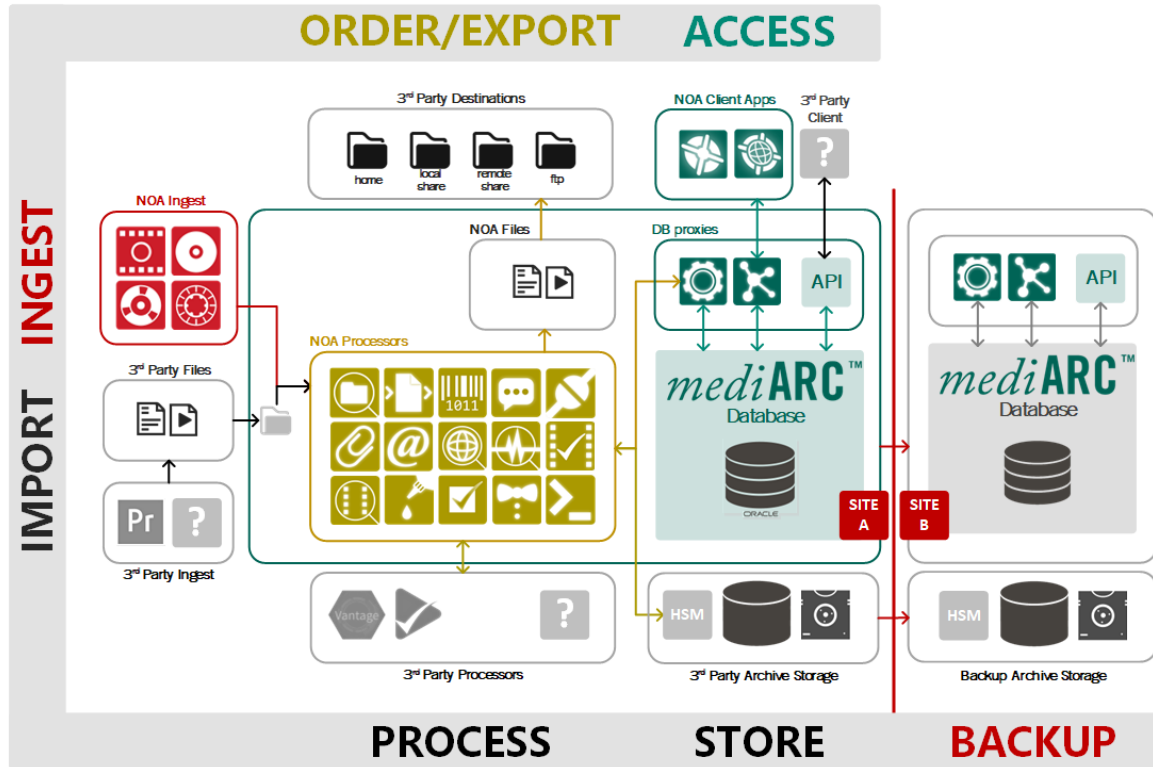 ORDER/EXPORT
ACCESS
INGEST
IMPORT
3rd Party Destinations
home
local
share
remote
share
ftp
NOA Client Apps
3rd Party
Client
?
NOA Ingest
NOA Files
DB proxies
API
API
3rd Party Files
NOA Processors
1011
@
mediARC™
Database
ORACLE
mediARC™
Database
Pr
?
3rd Party Ingest
SITE
A
SITE
B
Vantage
?
3rd Party Processors
HSM
3rd Party Archive Storage
HSM
Backup Archive Storage
PROCESS
STORE
BACKUP